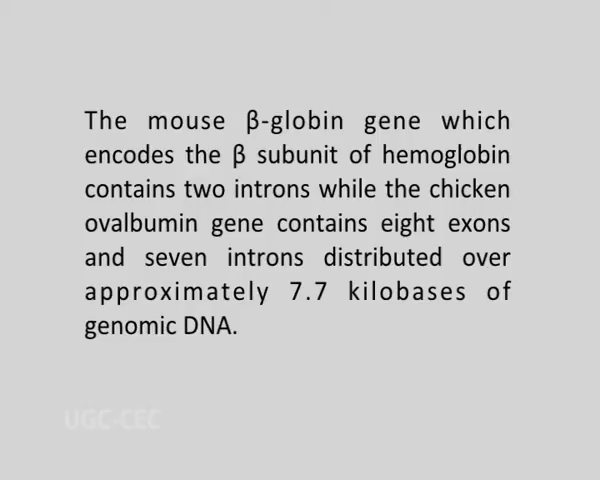 The mouse β-globin gene which
encodes the β subunit of hemoglobin
contains two introns while the chicken
ovalbumin gene contains eight exons
and seven introns distributed over
approximately 7.7 kilobases of
genomic DNA.
UGC-CEC